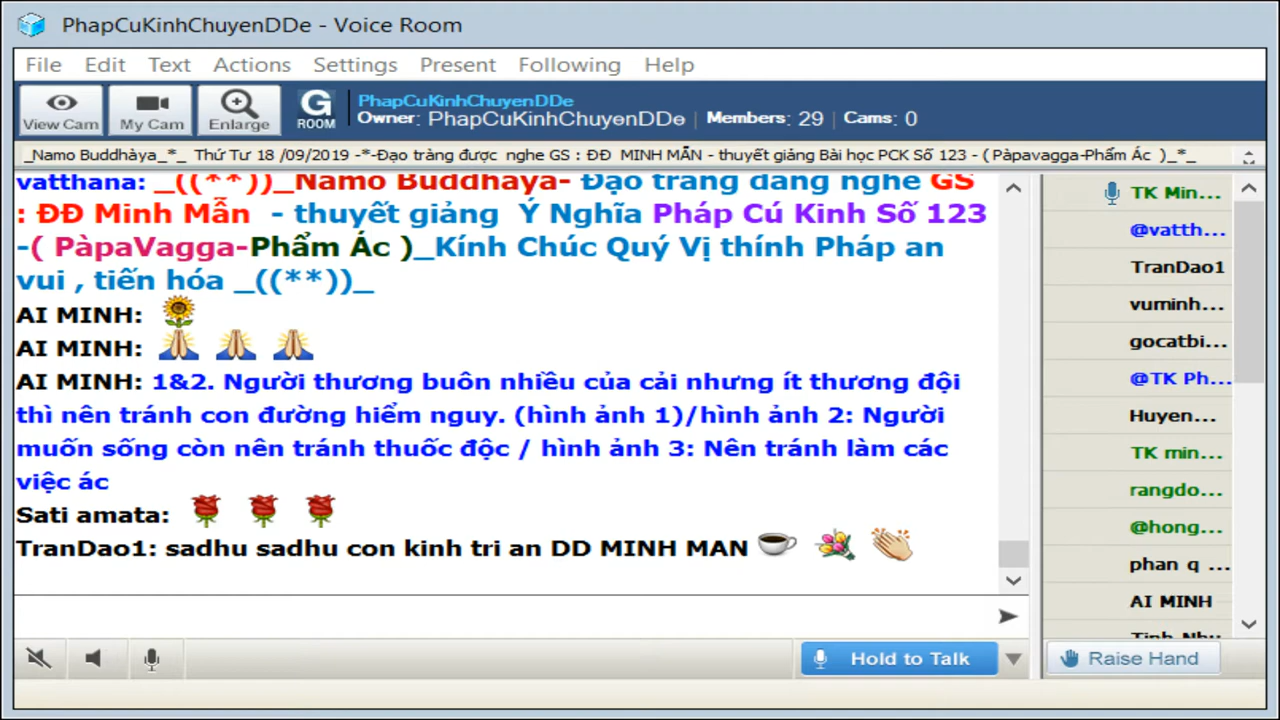 PhapCuKinhChuyenDDe - Voice Room
File Edit Text Actions Settings Present Following Help
View Cam My Cam Enlarge G ROOM
PhapCuKinhChuyenDDe
Owner: PhapCuKinhChuyenDDe | Members: 29 | Cams: 0
_Namo Buddhàya_*_ Thứ Tư 18 /09/2019 -*-Đạo tràng được nghe GS : ĐĐ MINH MẪN - thuyết giảng Bài học PCK Số 123 - ( Pàpavagga-Phẩm Ác )_*_
vatthana: _((**))_Namo Buddhaya- Đạo tràng đang nghe GS
: ĐĐ Minh Mẫn - thuyết giảng Ý Nghĩa Pháp Cú Kinh Số 123
-( PàpaVagga-Phẩm Ác )_Kính Chúc Quý Vị thính Pháp an
vui , tiến hóa _((**))_
AI MINH:
AI MINH:
AI MINH: 1&2. Người thương buôn nhiều của cải nhưng ít thương đội
thì nên tránh con đường hiểm nguy. (hình ảnh 1)/hình ảnh 2: Người
muốn sống còn nên tránh thuốc độc / hình ảnh 3: Nên tránh làm các
việc ác
Sati amata:
TranDao1: sadhu sadhu con kinh tri an DD MINH MAN
TK Min...
@vatth...
TranDao1
vuminh...
gocatbi...
@TK Ph...
Huyen...
TK min...
rangdo...
@hong...
phan q ...
AI MINH
Hold to Talk
Raise Hand